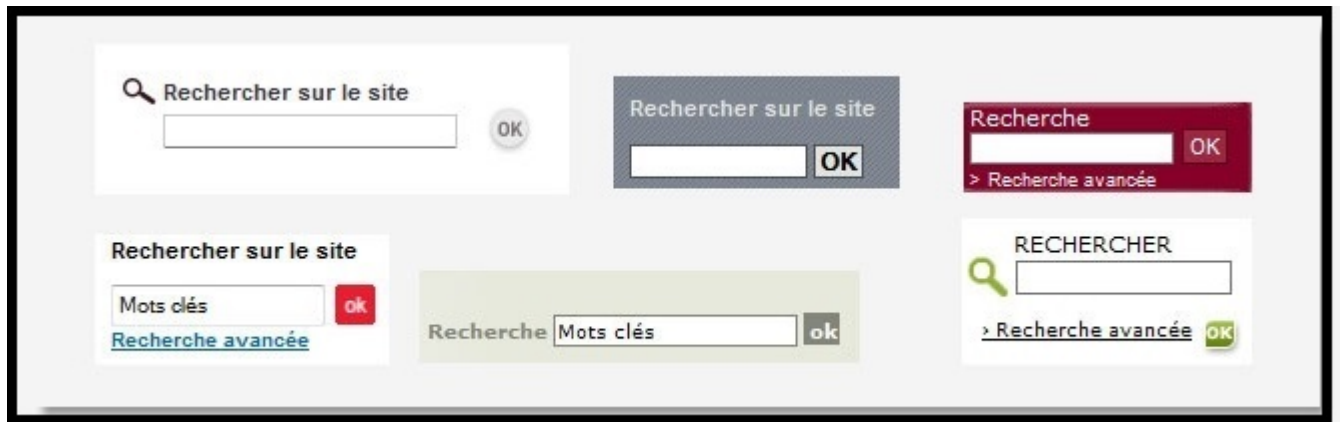 Rechercher sur le site
OK
Rechercher sur le site
OK
Recherche
OK
> Recherche avancée
Rechercher sur le site
Mots clés ok
Recherche avancée
Recherche Mots clés ok
RECHERCHER
› Recherche avancée OK